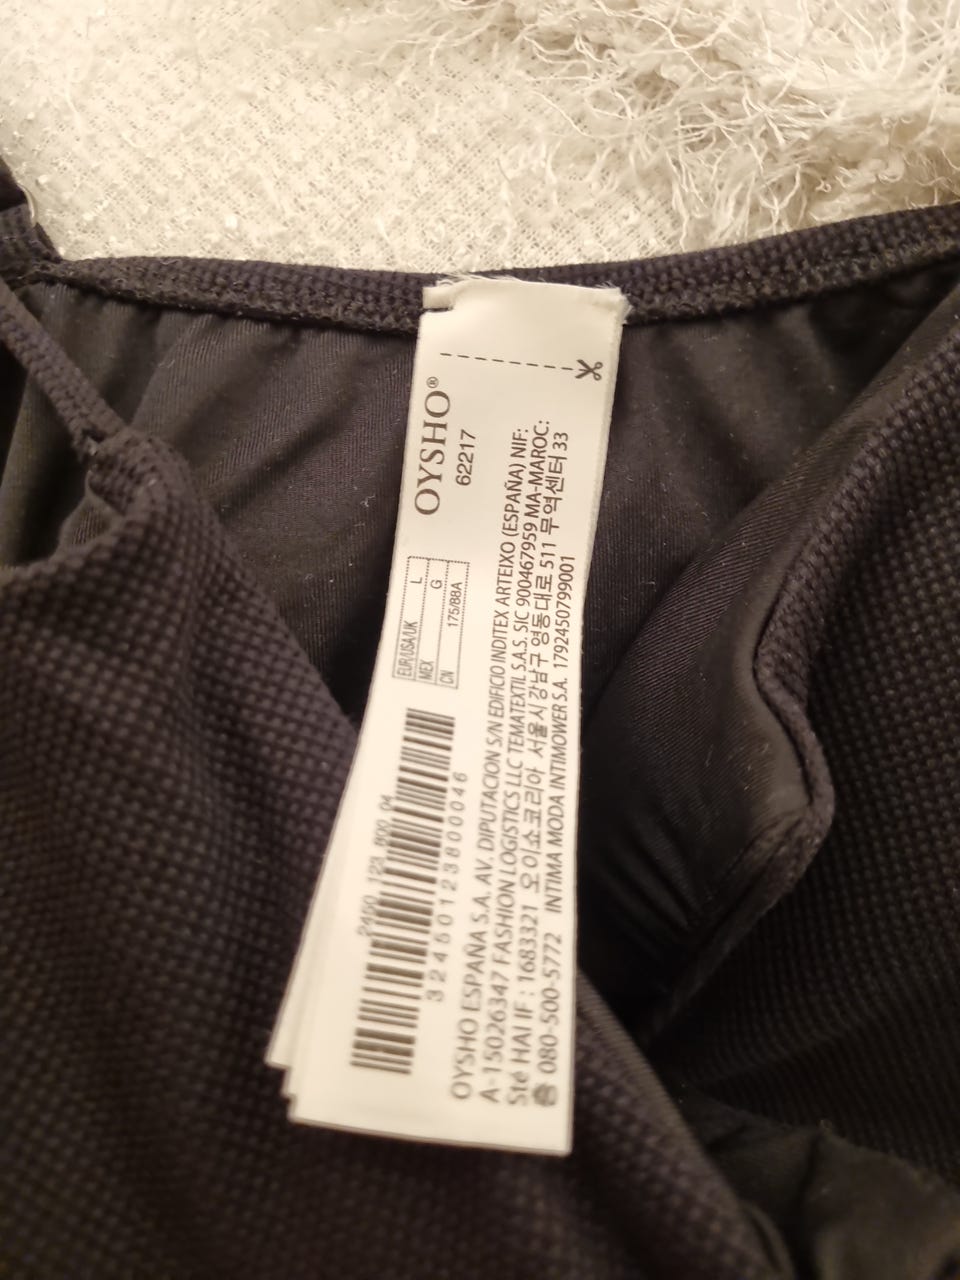 OYSHO®
62217
EUR/USA/UK L
MEX G
CN 175/88A
2450 123 800 04
3245012380046
OYSHO ESPAÑA S.A. AV. DIPUTACION S/N EDIFICIO INDITEX ARTEIXO (ESPAÑA) NIF:
A-15026347 FASHION LOGISTICS LLC TEMATEXTIL S.A.S. SIC 900467959 MA-MAROC:
Sté HAI IF : 1683321 오이쇼코리아 서울시 강남구 영동대로 511 무역센터 33
층 080-500-5772 INTIMA MODA INTIMOWER S.A. 1792450799001